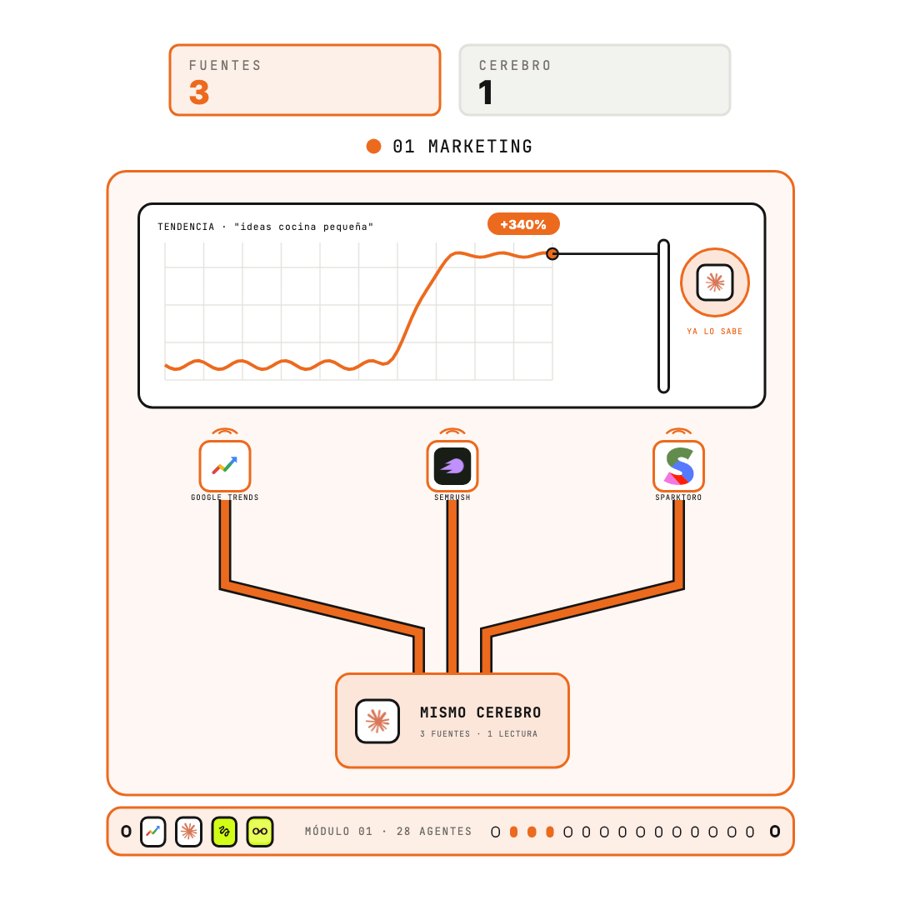 FUENTES
3
CEREBRO
1
01 MARKETING
TENDENCIA · "ideas cocina pequeña"
+340%
YA LO SABE
GOOGLE TRENDS
SEMRUSH
SPARKTORO
MISMO CEREBRO
3 FUENTES · 1 LECTURA
MÓDULO 01 · 28 AGENTES